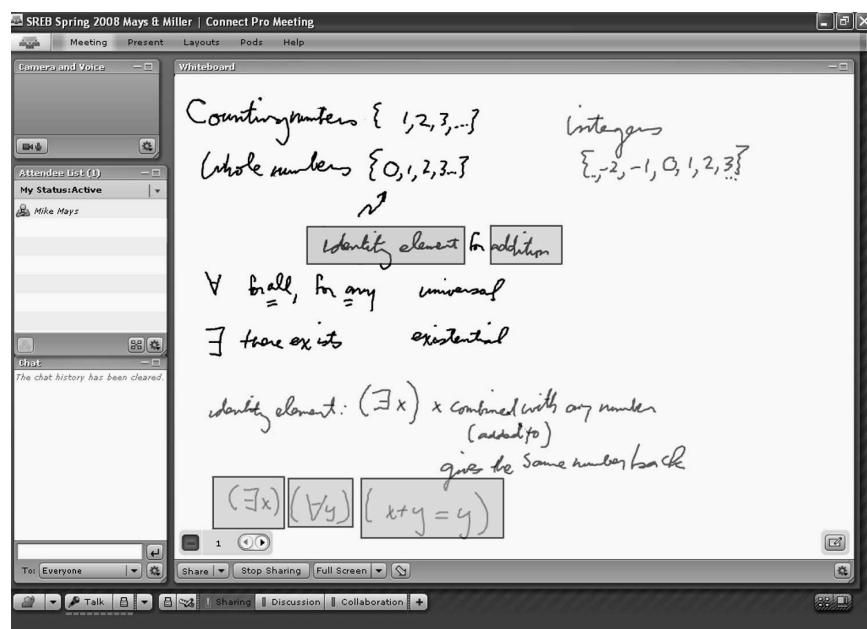 SREB Spring 2008 Mays & Miller | Connect Pro Meeting
Meeting Present Layouts Pods Help
Camera and Voice
Whiteboard
Attendee List (1)
My Status:Active
Mike Mays
Chat
The chat history has been cleared.
To: Everyone
Counting numbers { 1,2,3,...}
Whole numbers {0,1,2,3...}
integers
{..,-2,-1,0,1,2,3...}
identity element for addition
∀ for all, for any universal
∃ there exists existential
identity element: (∃x) x combined with any number
(added to)
gives the same number back
(∃x) (∀y) ( x+y = y)
1
Share Stop Sharing Full Screen
Talk Sharing Discussion Collaboration +